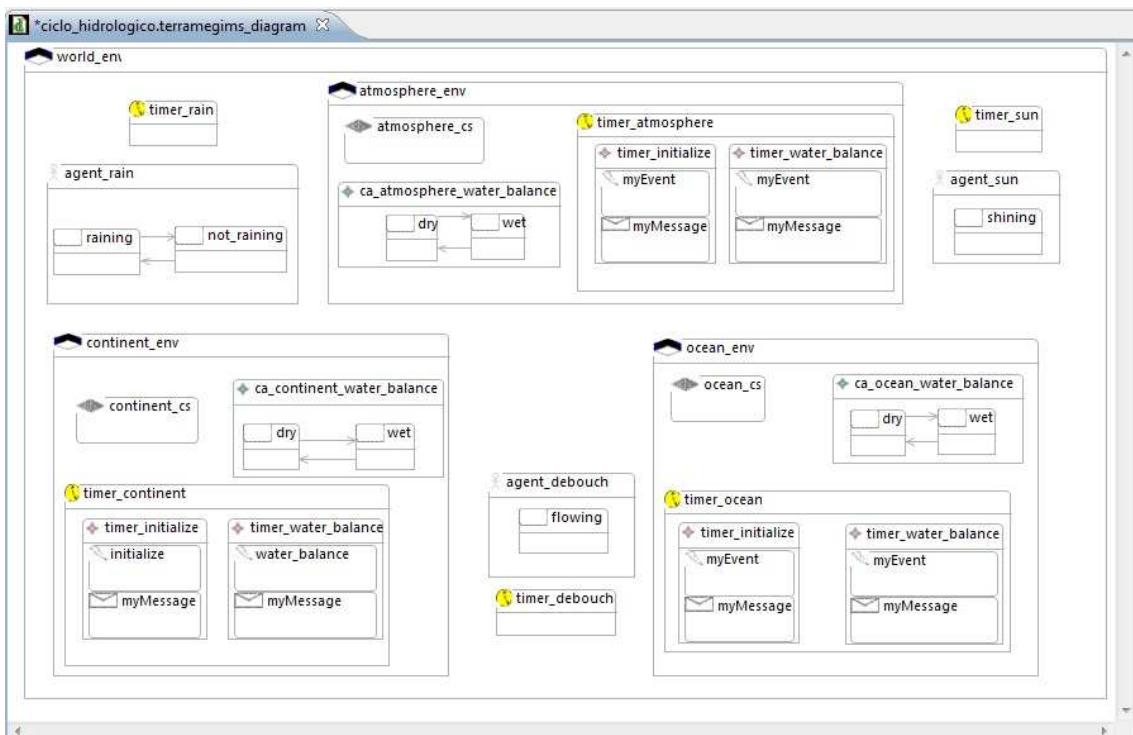 *ciclo_hidrologico.terramegims_diagram
world_env
timer_rain
agent_rain
raining
not_raining
atmosphere_env
atmosphere_cs
ca_atmosphere_water_balance
dry
wet
timer_atmosphere
timer_initialize
myEvent
myMessage
timer_water_balance
myEvent
myMessage
timer_sun
agent_sun
shining
continent_env
continent_cs
ca_continent_water_balance
dry
wet
timer_continent
timer_initialize
initialize
myMessage
timer_water_balance
water_balance
myMessage
agent_debouch
flowing
timer_debouch
ocean_env
ocean_cs
ca_ocean_water_balance
dry
wet
timer_ocean
timer_initialize
myEvent
myMessage
timer_water_balance
myEvent
myMessage